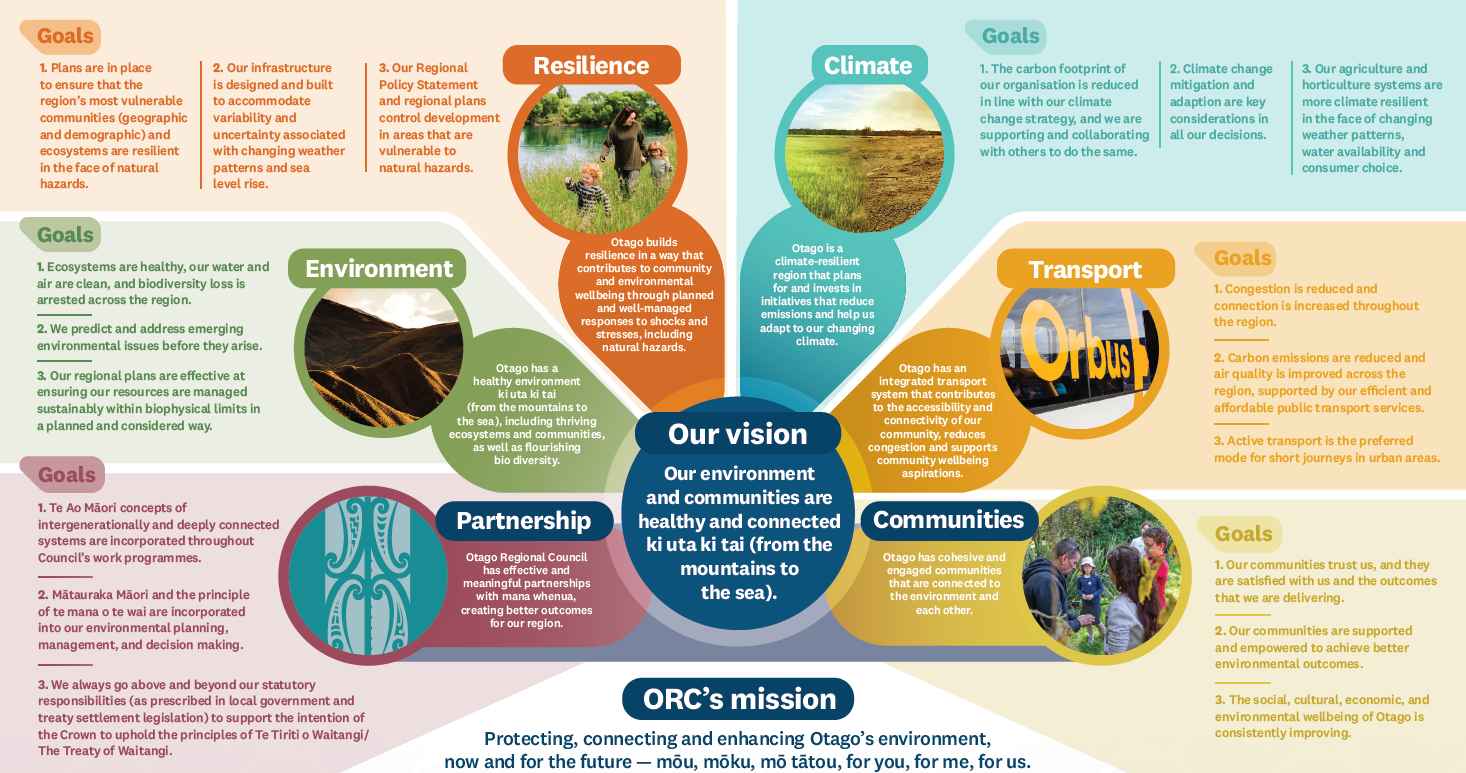 Goals
1. Plans are in place
to ensure that the
region's most vulnerable
communities (geographic
and demographic) and
ecosystems are resilient
in the face of natural
hazards.
2. Our infrastructure
is designed and built
to accommodate
variability and
uncertainty associated
with changing weather
patterns and sea
level rise.
3. Our Regional
Policy Statement
and regional plans
control development
in areas that are
vulnerable to
natural hazards.
Resilience
Otago builds
resilience in a way that
contributes to community
and environmental
wellbeing through planned
and well-managed
responses to shocks and
stresses, including
natural hazards.
Climate
Otago is a
climate-resilient
region that plans
for and invests in
initiatives that reduce
emissions and help us
adapt to our changing
climate.
Goals
1. The carbon footprint of
our organisation is reduced
in line with our climate
change strategy, and we are
supporting and collaborating
with others to do the same.
2. Climate change
mitigation and
adaption are key
considerations in
all our decisions.
3. Our agriculture and
horticulture systems are
more climate resilient
in the face of changing
weather patterns,
water availability and
consumer choice.
Goals
1. Ecosystems are healthy, our water and
air are clean, and biodiversity loss is
arrested across the region.
2. We predict and address emerging
environmental issues before they arise.
3. Our regional plans are effective at
ensuring our resources are managed
sustainably within biophysical limits in
a planned and considered way.
Environment
Otago has a
healthy environment
ki uta ki tai
(from the mountains to
the sea), including thriving
ecosystems and communities,
as well as flourishing
bio diversity.
Transport
Orbus
Otago has an
integrated transport
system that contributes
to the accessibility and
connectivity of our
community, reduces
congestion and supports
community wellbeing
aspirations.
Goals
1. Congestion is reduced and
connection is increased throughout
the region.
2. Carbon emissions are reduced and
air quality is improved across the
region, supported by our efficient and
affordable public transport services.
3. Active transport is the preferred
mode for short journeys in urban areas.
Our vision
Our environment
and communities are
healthy and connected
ki uta ki tai (from the
mountains to
the sea).
Goals
1. Te Ao Māori concepts of
intergenerationally and deeply connected
systems are incorporated throughout
Council's work programmes.
2. Mātauraka Māori and the principle
of te mana o te wai are incorporated
into our environmental planning,
management, and decision making.
3. We always go above and beyond our statutory
responsibilities (as prescribed in local government and
treaty settlement legislation) to support the intention of
the Crown to uphold the principles of Te Tiriti o Waitangi/
The Treaty of Waitangi.
Partnership
Otago Regional Council
has effective and
meaningful partnerships
with mana whenua,
creating better outcomes
for our region.
Communities
Otago has cohesive and
engaged communities
that are connected to
the environment and
each other.
Goals
1. Our communities trust us, and they
are satisfied with us and the outcomes
that we are delivering.
2. Our communities are supported
and empowered to achieve better
environmental outcomes.
3. The social, cultural, economic, and
environmental wellbeing of Otago is
consistently improving.
ORC's mission
Protecting, connecting and enhancing Otago's environment,
now and for the future — mōu, mōku, mō tātou, for you, for me, for us.